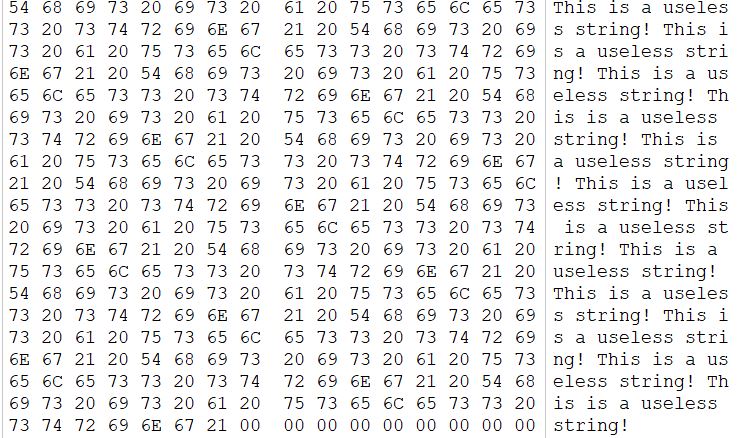 54 68 69 73 20 69 73 20 61 20 75 73 65 6C 65 73 This is a useles
73 20 73 74 72 69 6E 67 21 20 54 68 69 73 20 69 s string! This i
73 20 61 20 75 73 65 6C 65 73 73 20 73 74 72 69 s a useless stri
6E 67 21 20 54 68 69 73 20 69 73 20 61 20 75 73 ng! This is a us
65 6C 65 73 73 20 73 74 72 69 6E 67 21 20 54 68 eless string! Th
69 73 20 69 73 20 61 20 75 73 65 6C 65 73 73 20 is is a useless
73 74 72 69 6E 67 21 20 54 68 69 73 20 69 73 20 string! This is
61 20 75 73 65 6C 65 73 73 20 73 74 72 69 6E 67 a useless string
21 20 54 68 69 73 20 69 73 20 61 20 75 73 65 6C ! This is a usel
65 73 73 20 73 74 72 69 6E 67 21 20 54 68 69 73 ess string! This
20 69 73 20 61 20 75 73 65 6C 65 73 73 20 73 74 is a useless st
72 69 6E 67 21 20 54 68 69 73 20 69 73 20 61 20 ring! This is a
75 73 65 6C 65 73 73 20 73 74 72 69 6E 67 21 20 useless string!
54 68 69 73 20 69 73 20 61 20 75 73 65 6C 65 73 This is a useles
73 20 73 74 72 69 6E 67 21 20 54 68 69 73 20 69 s string! This i
73 20 61 20 75 73 65 6C 65 73 73 20 73 74 72 69 s a useless stri
6E 67 21 20 54 68 69 73 20 69 73 20 61 20 75 73 ng! This is a us
65 6C 65 73 73 20 73 74 72 69 6E 67 21 20 54 68 eless string! Th
69 73 20 69 73 20 61 20 75 73 65 6C 65 73 73 20 is is a useless
73 74 72 69 6E 67 21 00 00 00 00 00 00 00 00 00 string!